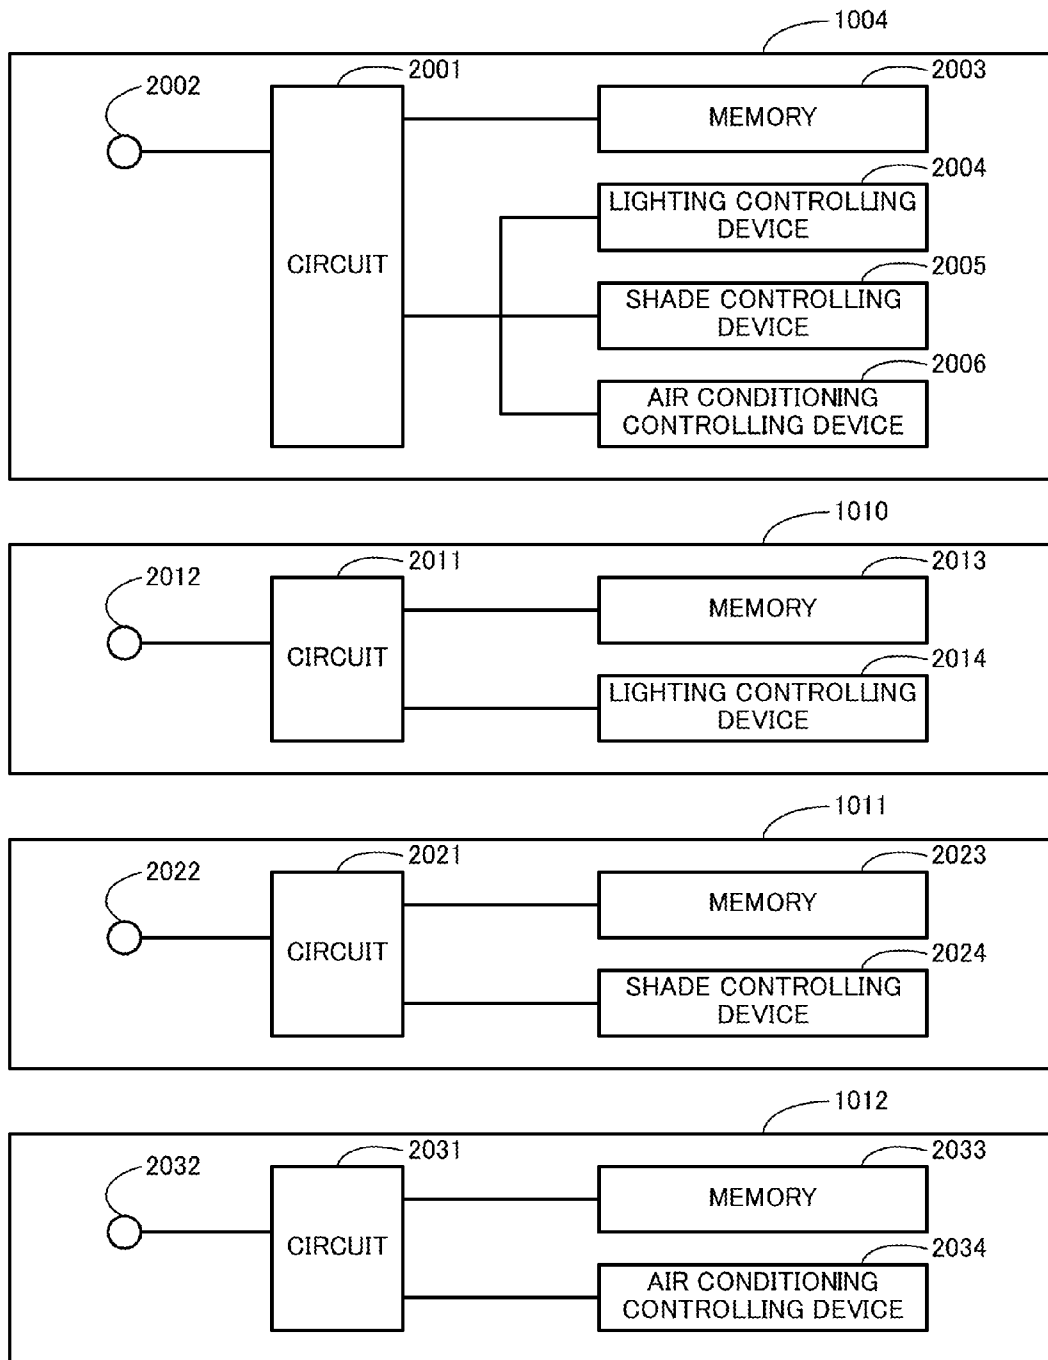 1004
2002
2001
2003
MEMORY
2004
LIGHTING CONTROLLING
DEVICE
CIRCUIT
2005
SHADE CONTROLLING
DEVICE
2006
AIR CONDITIONING
CONTROLLING DEVICE
1010
2012
2011
2013
MEMORY
CIRCUIT
2014
LIGHTING CONTROLLING
DEVICE
1011
2022
2021
2023
MEMORY
CIRCUIT
2024
SHADE CONTROLLING
DEVICE
1012
2032
2031
2033
MEMORY
CIRCUIT
2034
AIR CONDITIONING
CONTROLLING DEVICE